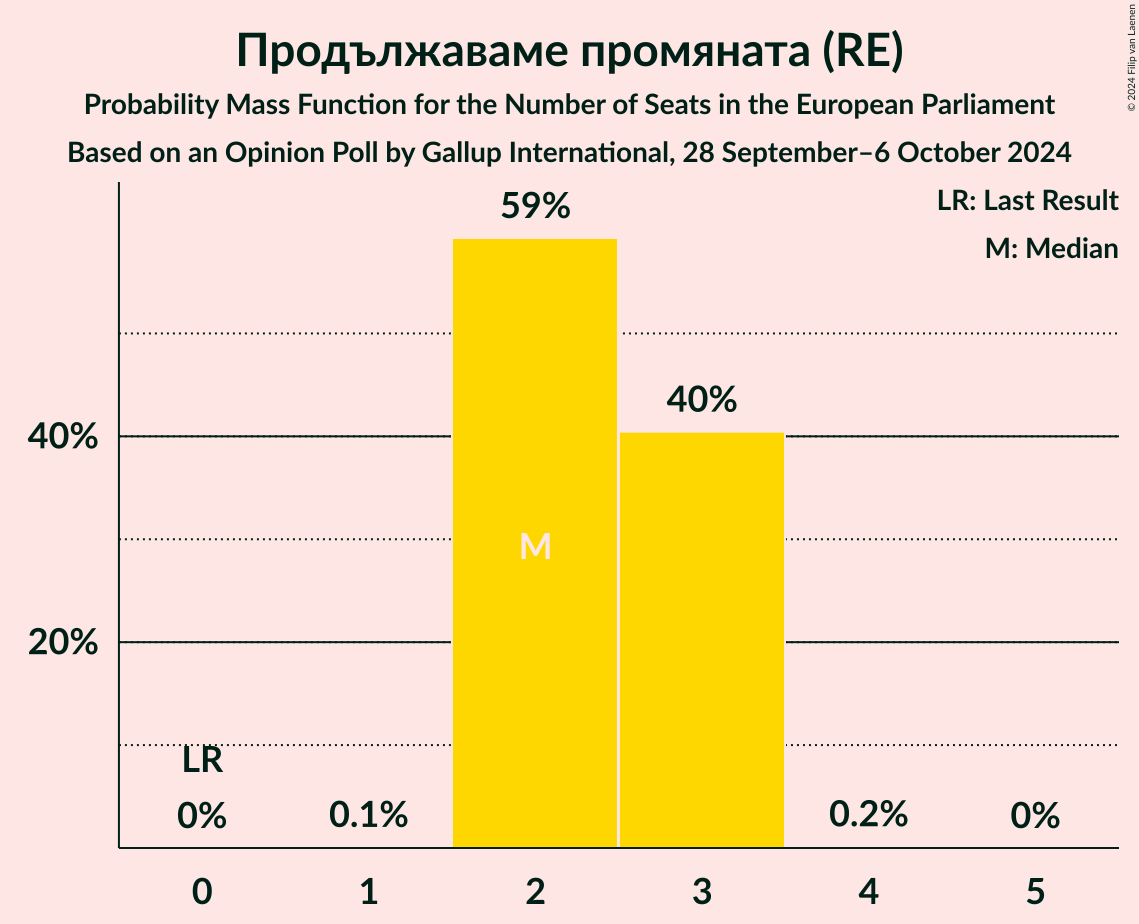 Продължаваме промяната (RE)
Probability Mass Function for the Number of Seats in the European Parliament
Based on an Opinion Poll by Gallup International, 28 September–6 October 2024
© 2024 Filip van Laenen
LR: Last Result
M: Median
59%
40%
40%
M
20%
LR
0%
0.1%
0.2%
0%
0
1
2
3
4
5